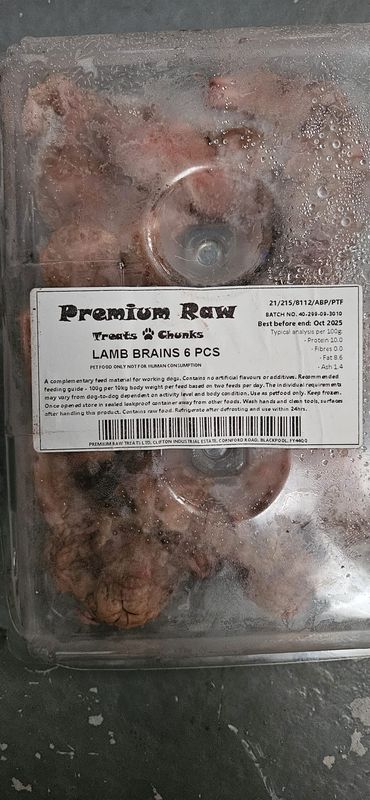 Premium Raw
Treats Chunks
LAMB BRAINS 6 PCS
PET FOOD ONLY NOT FOR HUMAN CONSUMPTION
21/215/8112/ABP/PTF
BATCH NO. 40-299-09-3010
Best before end: Oct 2025
Typical analysis per 100g:
- Protein 10.0
- Fibres 0.0
- Fat 8.6
- Ash 1.4
A complementary feed material for working dogs. Contains no artificial flavours or additives. Recommended
feeding guide - 100g per 10kg body weight per feed based on two feeds per day. The individual requirements
may vary from dog-to-dog dependent on activity level and body condition. Use as petfood only. Keep frozen.
Once opened store in sealed leakproof container away from other foods. Wash hands and clean tools, surfaces
after handling this product. Contains raw food. Refrigerate after defrosting and use within 24hrs.
PREMIUM RAW TREATS LTD, CLIFTON INDUSTRIAL ESTATE, CORNFORD ROAD, BLACKPOOL, FY44QQ